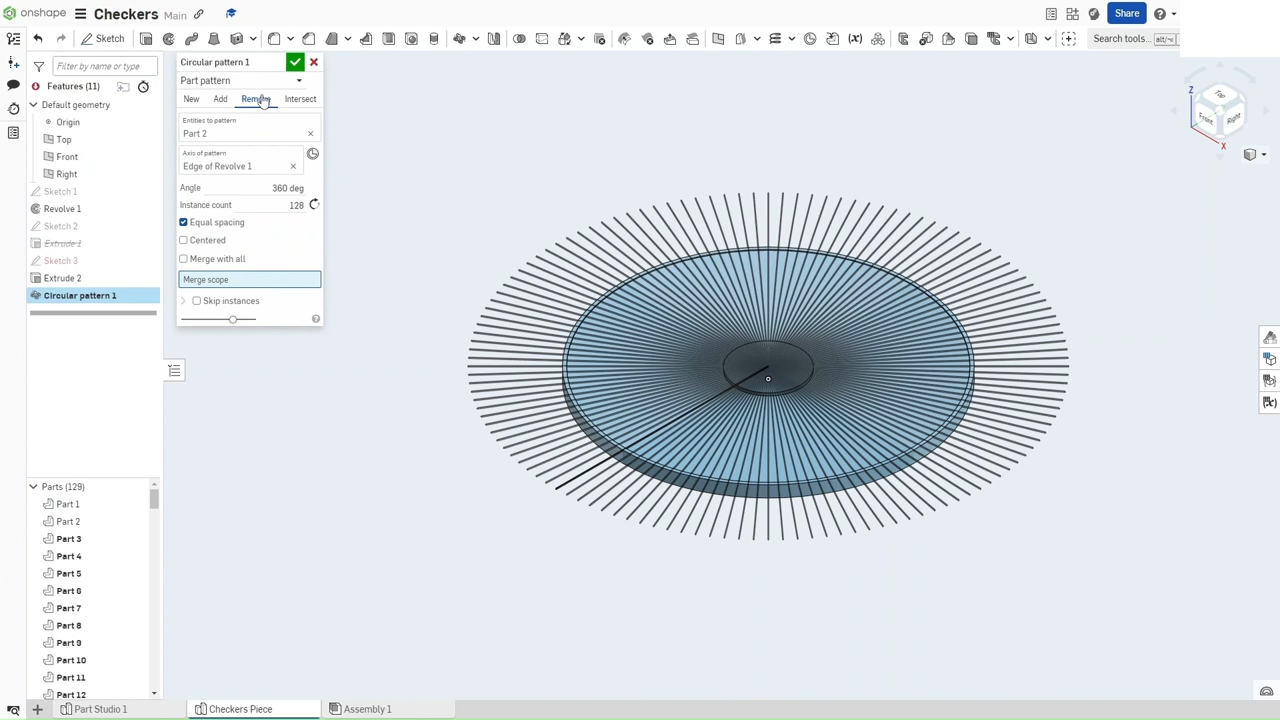 onshape
Checkers
Main
Share
Sketch
Search tools...
alt/⌥
c
Filter by name or type
Features (11)
Default geometry
Origin
Top
Front
Right
Sketch 1
Revolve 1
Sketch 2
Extrude 1
Sketch 3
Extrude 2
Circular pattern 1
Circular pattern 1
Part pattern
New
Add
Intersect
Entities to pattern
Part 2
Axis of pattern
Edge of Revolve 1
Angle
360 deg
Instance count
128
Equal spacing
Centered
Merge with all
Merge scope
Skip instances
Z
Top
Front
Right
X
Parts (129)
Part 1
Part 2
Part 3
Part 4
Part 5
Part 6
Part 7
Part 8
Part 9
Part 10
Part 11
Part 12
Part Studio 1
Checkers Piece
Assembly 1